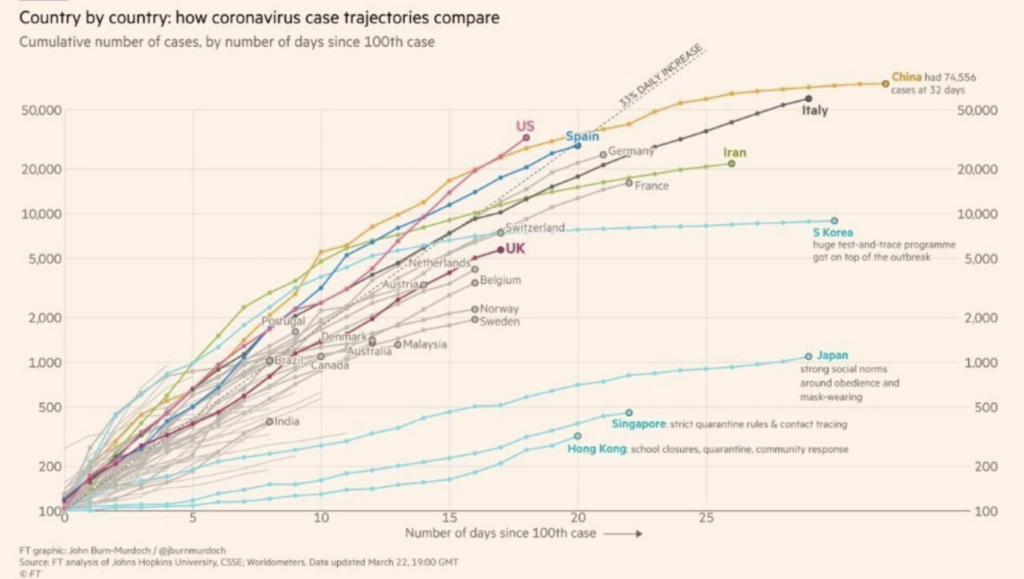 Country by country: how coronavirus case trajectories compare
Cumulative number of cases, by number of days since 100th case
33% DAILY INCREASE
China had 74,556
cases at 32 days
50,000
50,000
Italy
US
Spain
Germany
Iran
20,000
20,000
France
10,000
10,000
Switzerland
S Korea
huge test-and-trace programme
got on top of the outbreak
UK
5,000
5,000
Netherlands
Austria
Belgium
2,000
2,000
Norway
Sweden
Portugal
Denmark
Malaysia
Australia
1,000
1,000
Brazil
Canada
Japan
strong social norms
around obedience and
mask-wearing
500
500
India
Singapore: strict quarantine rules & contact tracing
Hong Kong: school closures, quarantine, community response
200
200
100
100
0
5
10
15
20
25
Number of days since 100th case
FT graphic: John Burn-Murdoch / @jburnmurdoch
Source: FT analysis of Johns Hopkins University, CSSE; Worldometers. Data updated March 22, 19:00 GMT
© FT